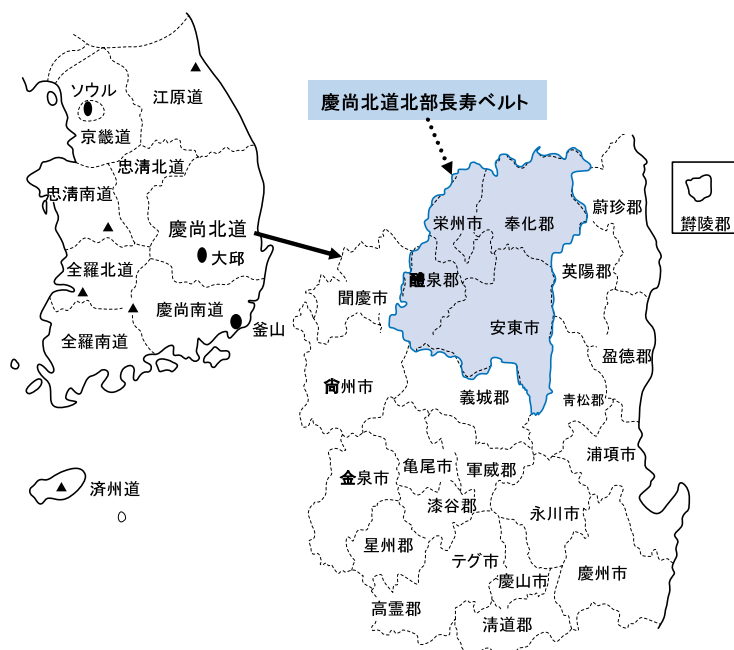 ソウル
江原道
京畿道
忠清北道
忠清南道
慶尚北道
大邱
全羅北道
慶尚南道
全羅南道
釜山
済州道
慶尚北道北部長寿ベルト
栄州市
奉化郡
蔚珍郡
欝陵郡
醴泉郡
英陽郡
聞慶市
安東市
盈德郡
尙州市
義城郡
青松郡
浦項市
金泉市
亀尾市
軍威郡
漆谷郡
永川市
星州郡
テグ市
慶山市
慶州市
高霊郡
清道郡